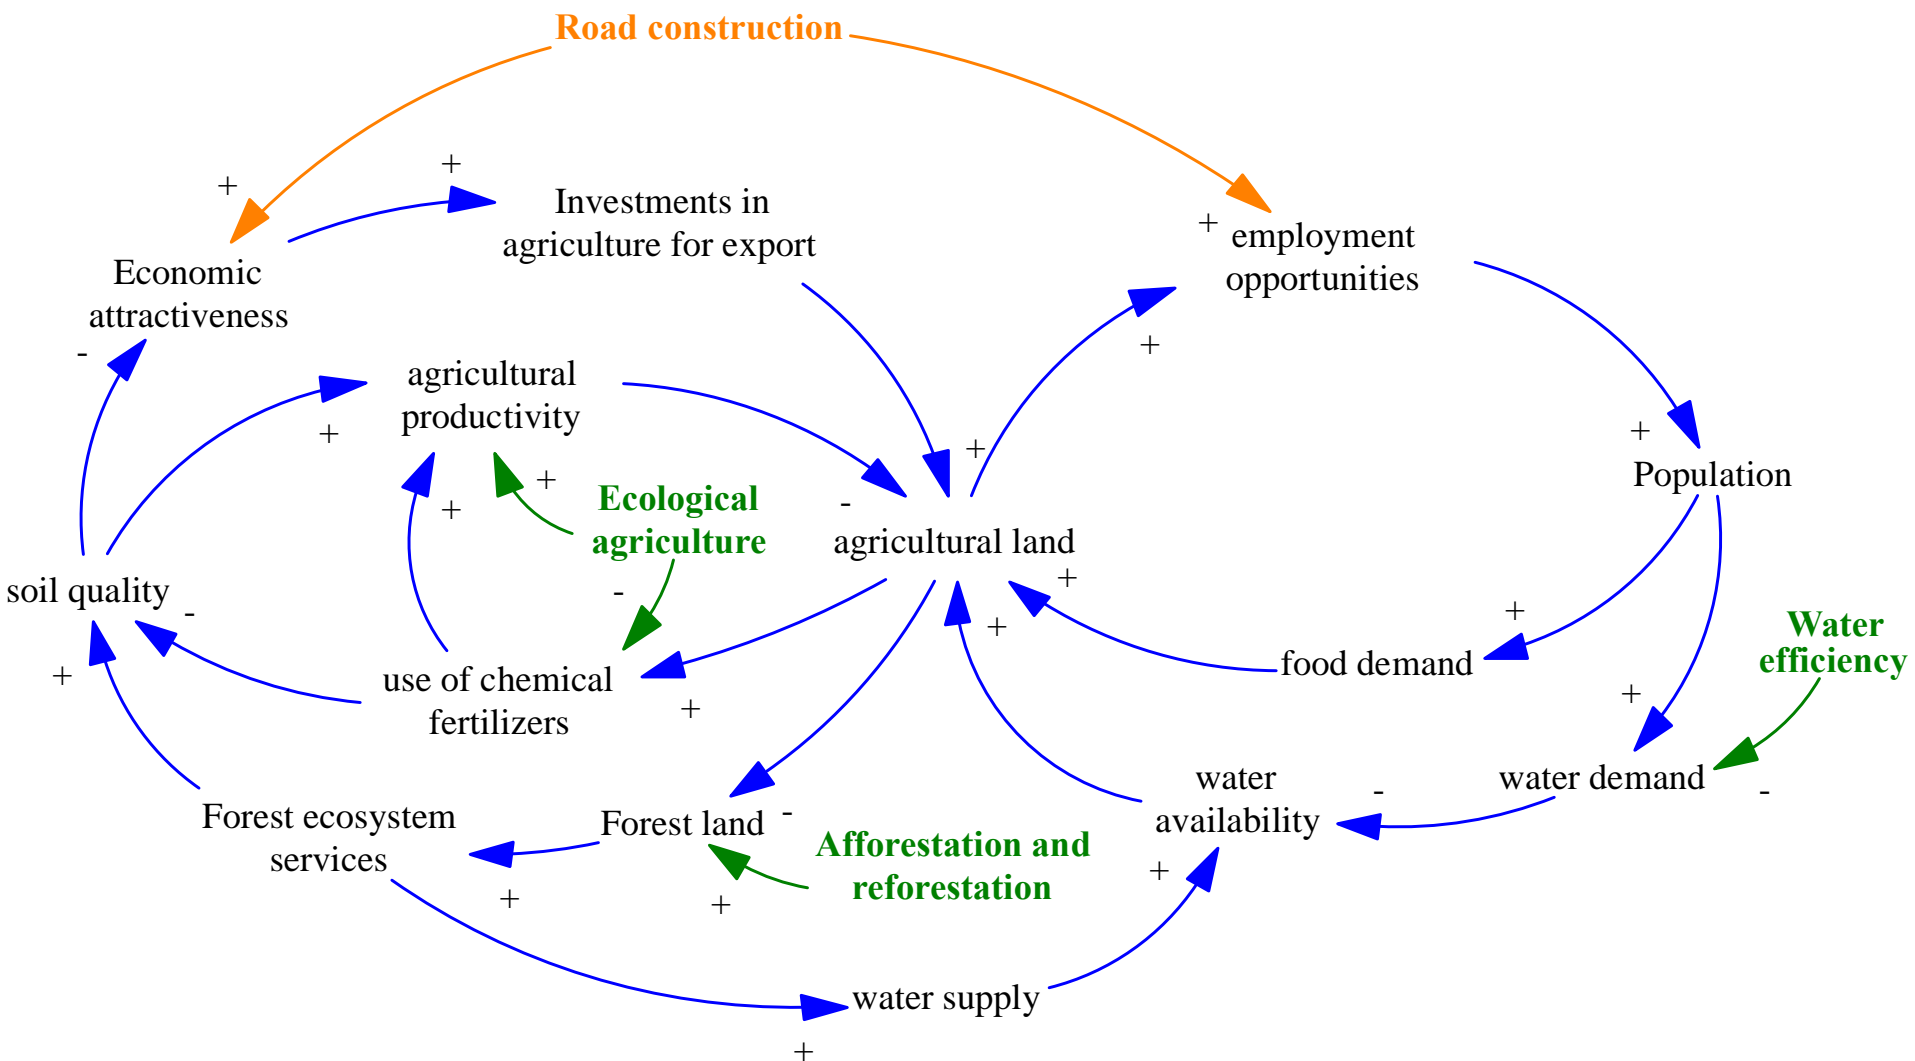 Road construction
+
+
Investments in
agriculture for export
+
employment
opportunities
Economic
attractiveness
-
+
agricultural
productivity
+
+
+
+
Ecological
agriculture
-
+
-
agricultural land
+
+
Population
soil quality
-
+
use of chemical
fertilizers
+
+
food demand
+
Water
efficiency
+
water demand
-
-
water
availability
+
Forest ecosystem
services
Forest land
-
+
+
Afforestation and
reforestation
water supply
+